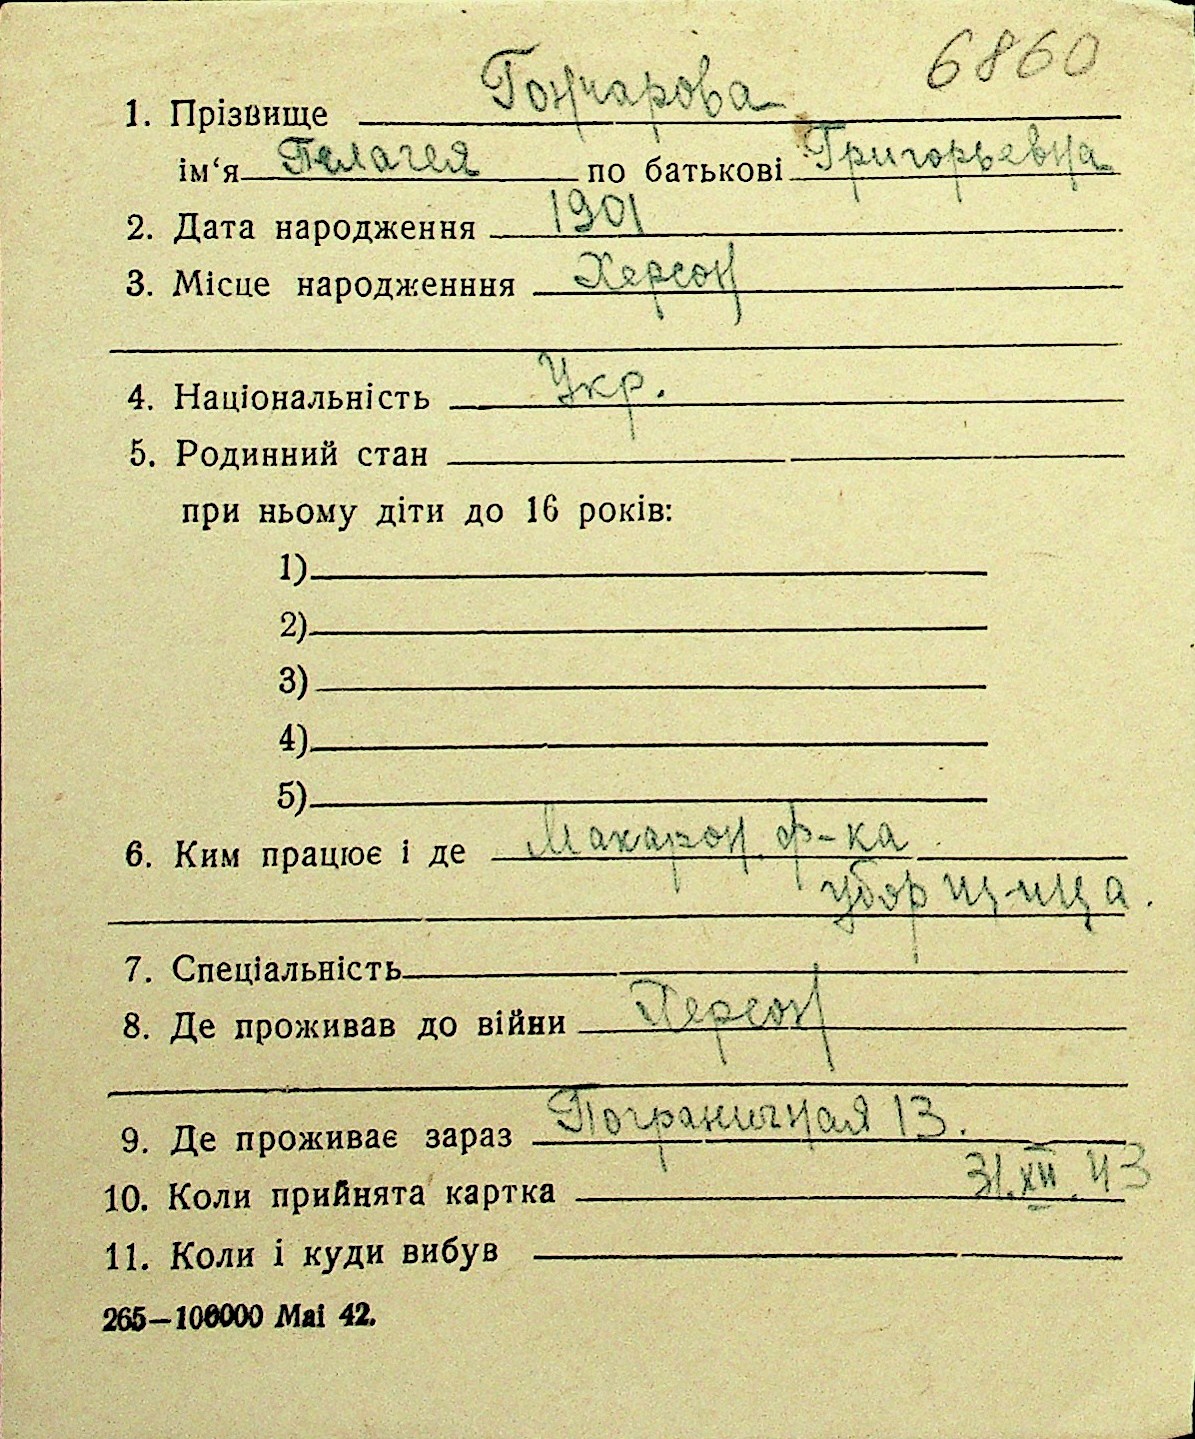 6860
1. Прізвище Гончарова
ім‘я Пелагея по батькові Григорьевна
2. Дата народження 1901
3. Місце народженння Херсон
4. Національність Укр.
5. Родинний стан
при ньому діти до 16 років:
1)
2)
3)
4)
5)
6. Ким працює і де Макарон. ф-ка
уборщица.
7. Спеціальність
8. Де проживав до війни Херсон
9. Де проживає зараз Пограничная 13.
10. Коли прийнята картка 31.XII.43
11. Коли і куди вибув
265—100000 Mai 42.